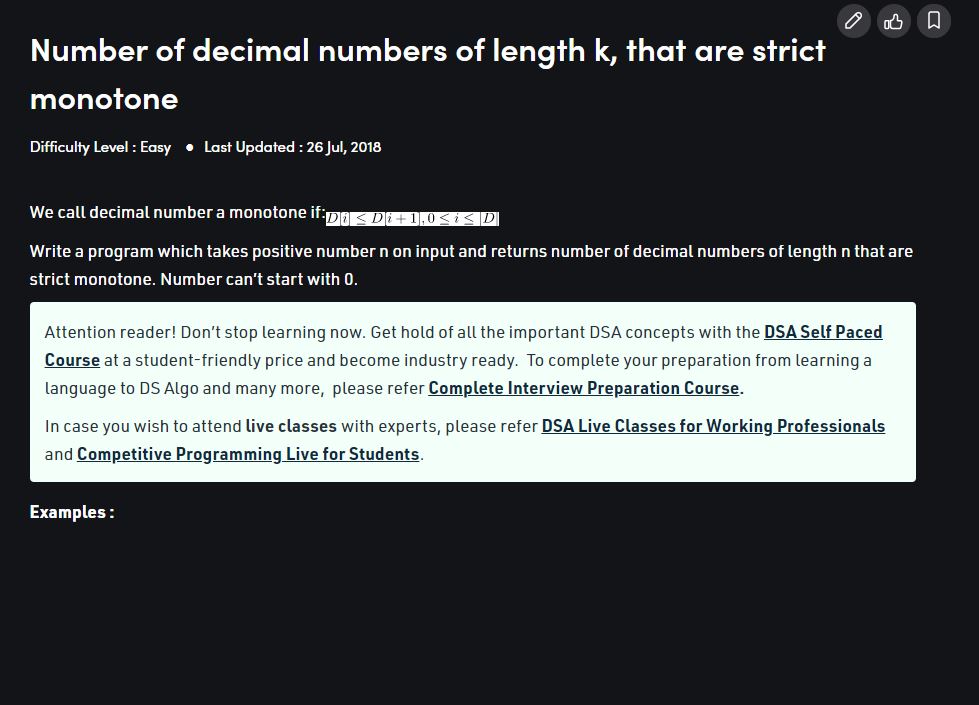 Number of decimal numbers of length k, that are strict
monotone
Difficulty Level : Easy ● Last Updated : 26 Jul, 2018
We call decimal number a monotone if: D[i] ≤ D[i + 1], 0 ≤ i ≤ |D|
Write a program which takes positive number n on input and returns number of decimal numbers of length n that are
strict monotone. Number can’t start with 0.
Attention reader! Don’t stop learning now. Get hold of all the important DSA concepts with the DSA Self Paced
Course at a student-friendly price and become industry ready. To complete your preparation from learning a
language to DS Algo and many more, please refer Complete Interview Preparation Course.
In case you wish to attend live classes with experts, please refer DSA Live Classes for Working Professionals
and Competitive Programming Live for Students.
Examples :